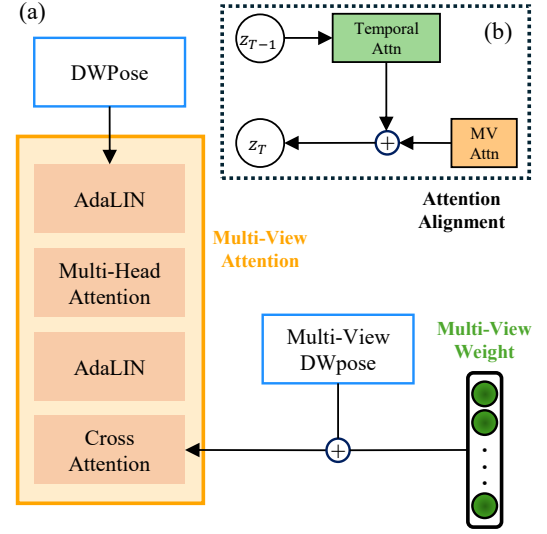 (a)
DWPose
AdaLIN
Multi-Head
Attention
AdaLIN
Cross
Attention
Multi-View
Attention
z_{T-1}
Temporal
Attn
(b)
z_T
+
MV
Attn
Attention
Alignment
Multi-View
DWpose
+
Multi-View
Weight